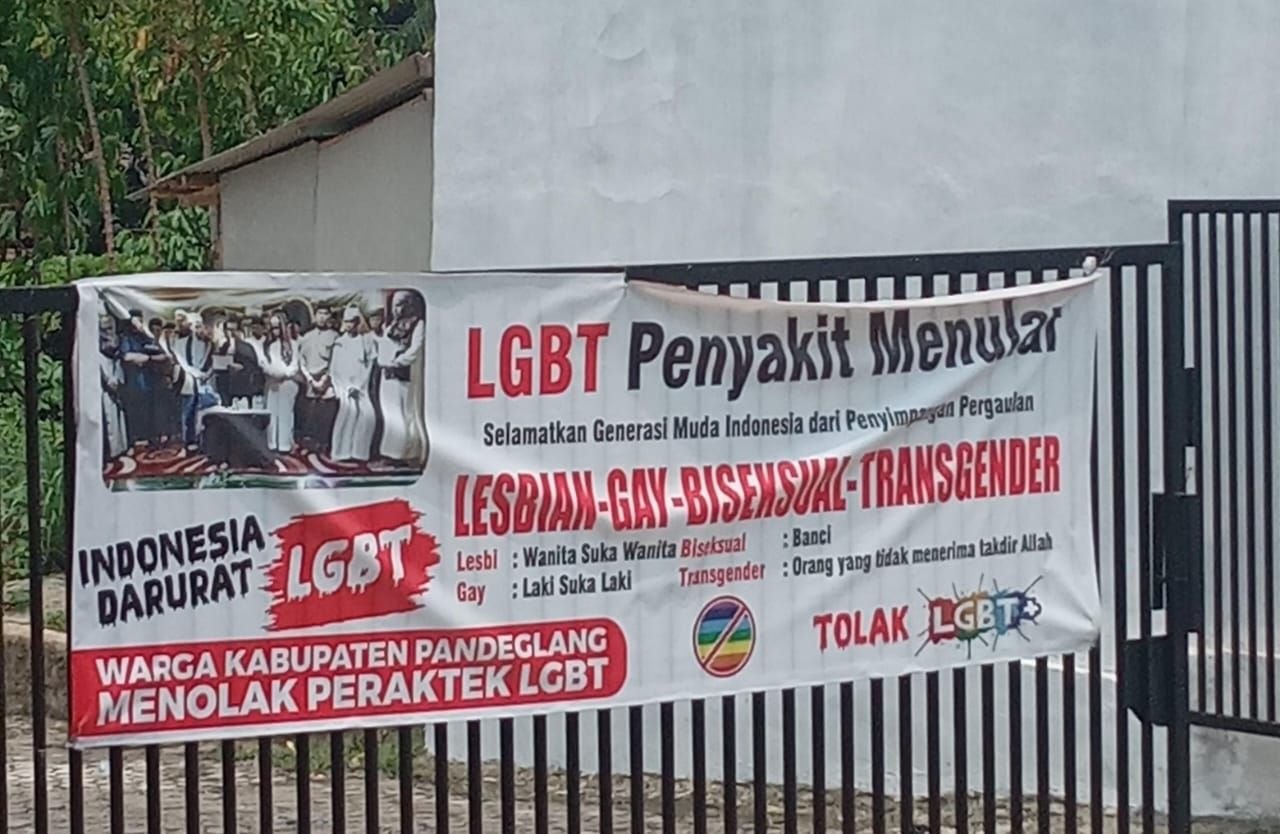 LGBT Penyakit Menular
Selamatkan Generasi Muda Indonesia dari Penyimpangan Pergaulan
LESBIAN-GAY-BISEKSUAL-TRANSGENDER
Lesbi : Wanita Suka Wanita Biseksual : Banci
Gay : Laki Suka Laki Transgender : Orang yang tidak menerima takdir Allah
INDONESIA
DARURAT LGBT
WARGA KABUPATEN PANDEGLANG
MENOLAK PERAKTEK LGBT
TOLAK LGBT+